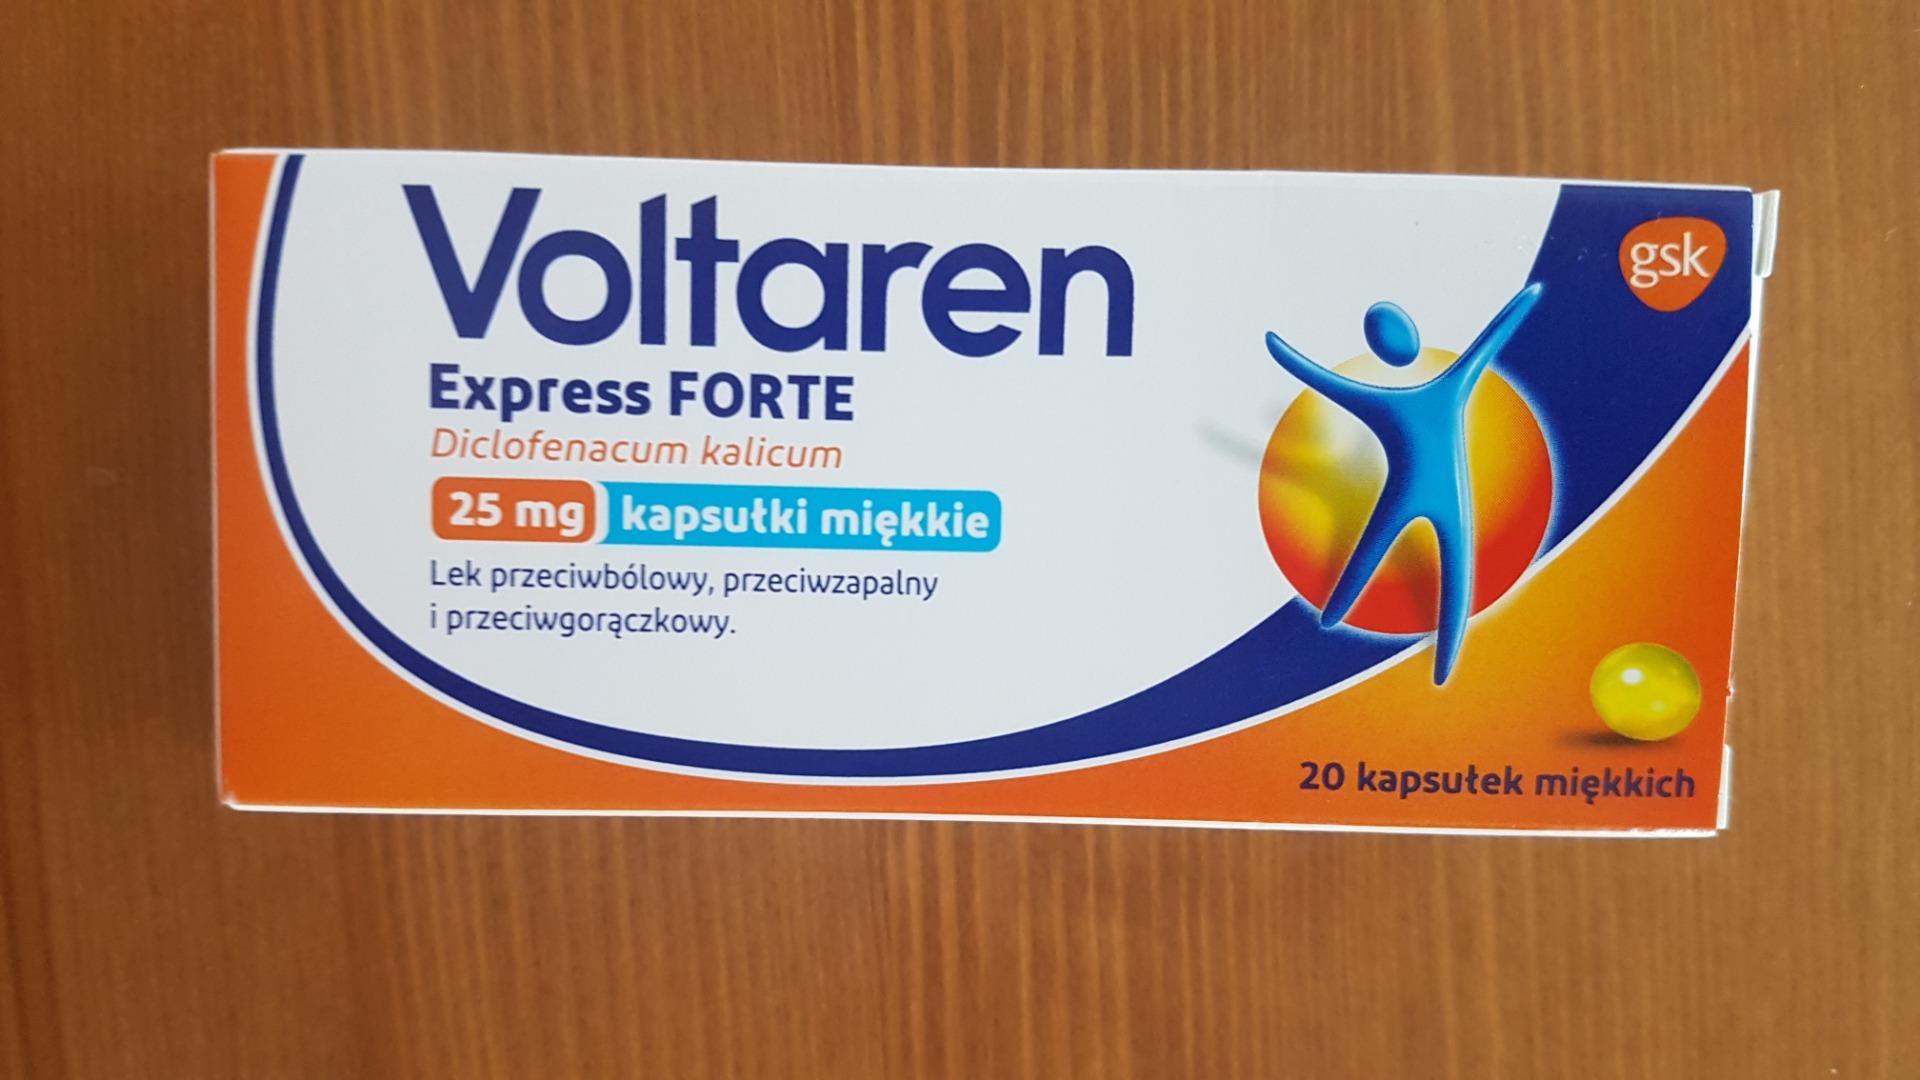 Voltaren
gsk
Express FORTE
Diclofenacum kalicum
25 mg kapsułki miękkie
Lek przeciwbólowy, przeciwzapalny
i przeciwgorączkowy.
20 kapsułek miękkich